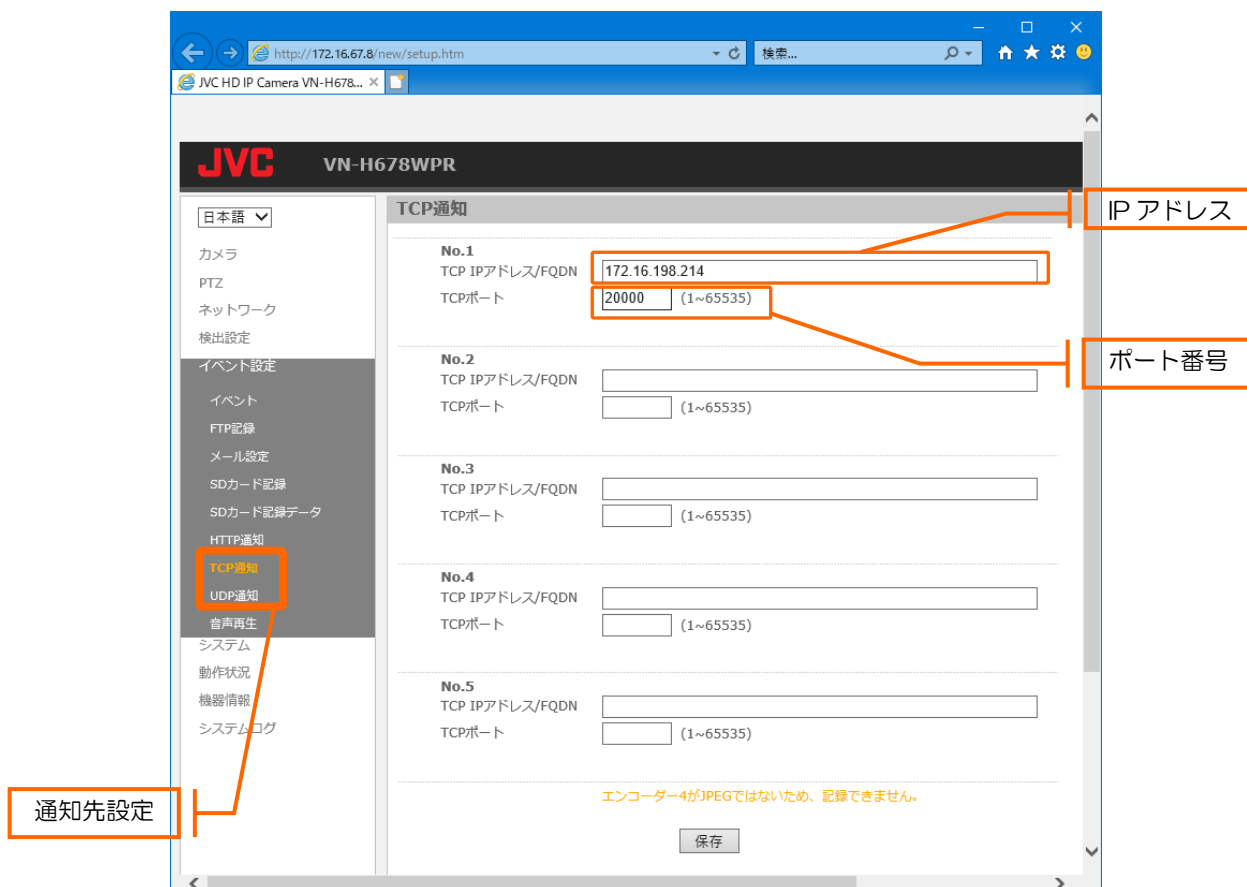 http://172.16.67.8/new/setup.htm
検索...
JVC HD IP Camera VN-H678...
JVC
VN-H678WPR
日本語
カメラ
PTZ
ネットワーク
検出設定
イベント設定
イベント
FTP記録
メール設定
SDカード記録
SDカード記録データ
HTTP通知
TCP通知
UDP通知
音声再生
システム
動作状況
機器情報
システムログ
通知先設定
TCP通知
No.1
TCP IPアドレス/FQDN 172.16.198.214
TCPポート 20000 (1~65535)
No.2
TCP IPアドレス/FQDN
TCPポート (1~65535)
No.3
TCP IPアドレス/FQDN
TCPポート (1~65535)
No.4
TCP IPアドレス/FQDN
TCPポート (1~65535)
No.5
TCP IPアドレス/FQDN
TCPポート (1~65535)
エンコーダー4がJPEGではないため、記録できません。
保存
IP アドレス
ポート番号